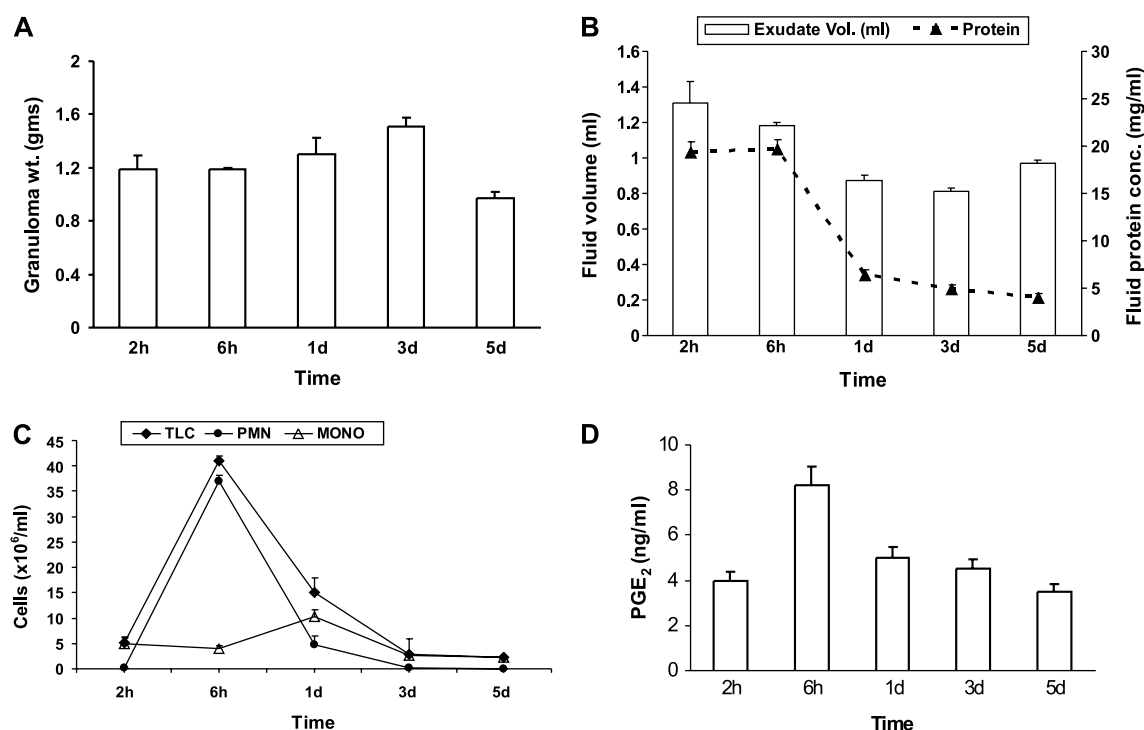 A
Granuloma wt. (gms)
2
1.6
1.2
0.8
0.4
0
2h 6h 1d 3d 5d
Time
B
Exudate Vol. (ml) Protein
Fluid volume (ml)
1.6
1.4
1.2
1
0.8
0.6
0.4
0.2
0
30
25
20
15
10
5
0
Fluid protein conc. (mg/ml)
2h 6h 1d 3d 5d
Time
C
TLC PMN MONO
Cells (x10⁶/ml)
45
40
35
30
25
20
15
10
5
0
2h 6h 1d 3d 5d
Time
D
PGE₂ (ng/ml)
10
8
6
4
2
0
2h 6h 1d 3d 5d
Time